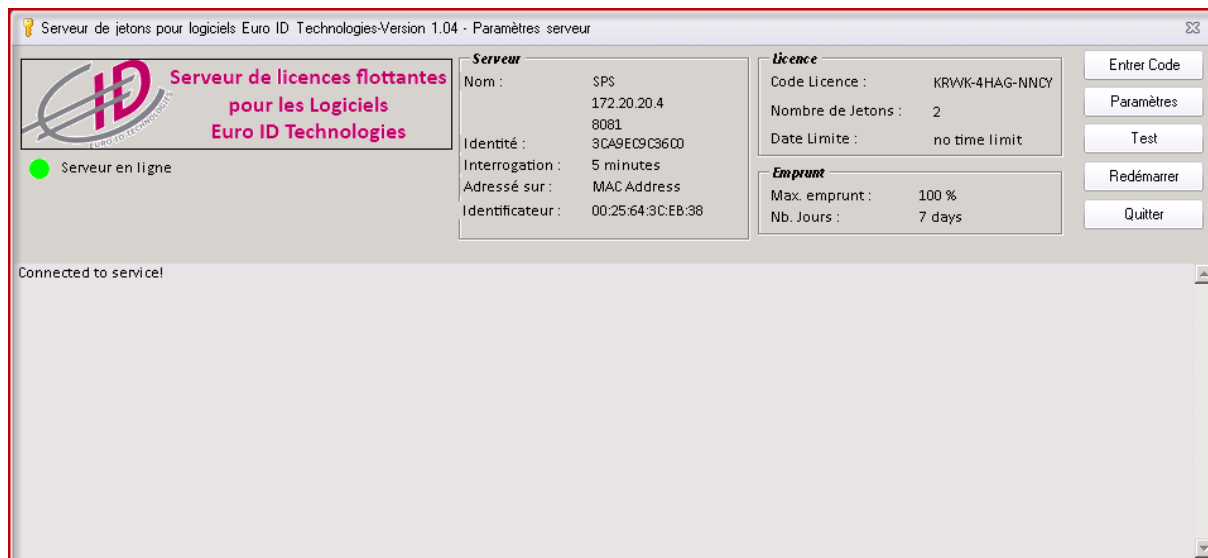 Serveur de jetons pour logiciels Euro ID Technologies-Version 1.04 - Paramètres serveur
ID
EURO ID TECHNOLOGIES
Serveur de licences flottantes
pour les Logiciels
Euro ID Technologies
Serveur en ligne
Serveur
Nom : SPS
172.20.20.4
8081
Identité : 3CA9EC9C36C0
Interrogation : 5 minutes
Adressé sur : MAC Address
Identificateur : 00:25:64:3C:EB:38
Licence
Code Licence : KRWK-4HAG-NNCY
Nombre de Jetons : 2
Date Limite : no time limit
Emprunt
Max. emprunt : 100 %
Nb. Jours : 7 days
Entrer Code
Paramètres
Test
Redémarrer
Quitter
Connected to service!